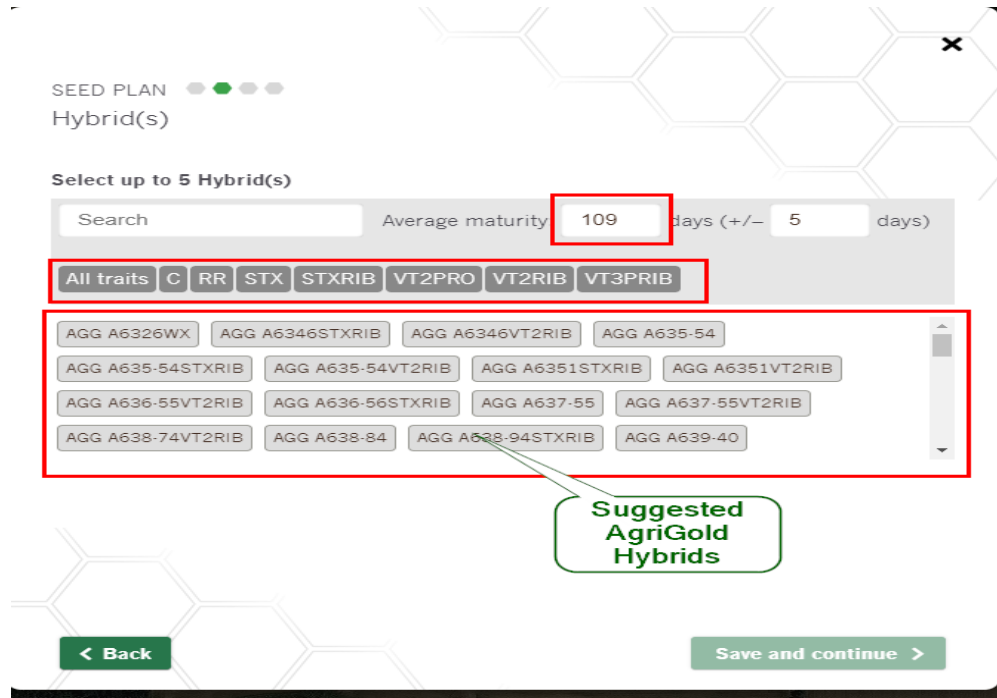 SEED PLAN
Hybrid(s)
Select up to 5 Hybrid(s)
Search Average maturity 109 days (+/– 5 days)
All traits C RR STX STXRIB VT2PRO VT2RIB VT3PRIB
AGG A6326WX AGG A6346STXRIB AGG A6346VT2RIB AGG A635-54
AGG A635-54STXRIB AGG A635-54VT2RIB AGG A6351STXRIB AGG A6351VT2RIB
AGG A636-55VT2RIB AGG A636-56STXRIB AGG A637-55 AGG A637-55VT2RIB
AGG A638-74VT2RIB AGG A638-84 AGG A638-94STXRIB AGG A639-40
Suggested
AgriGold
Hybrids
Back Save and continue